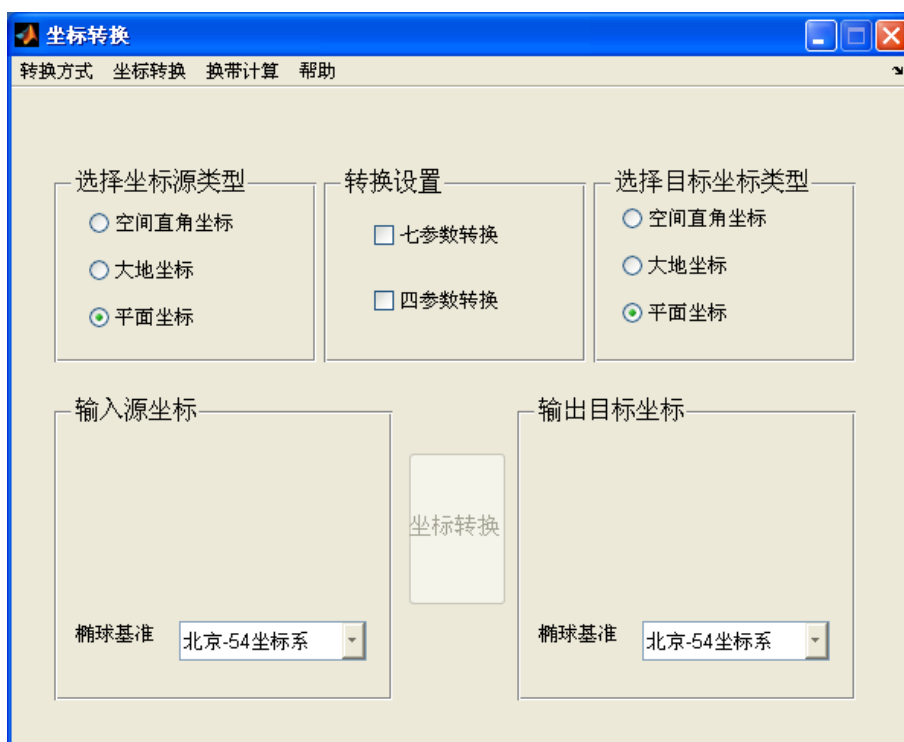 坐标转换
转换方式 坐标转换 换带计算 帮助
选择坐标源类型
空间直角坐标
大地坐标
平面坐标
转换设置
七参数转换
四参数转换
选择目标坐标类型
空间直角坐标
大地坐标
平面坐标
输入源坐标
椭球基准 北京-54坐标系
坐标转换
输出目标坐标
椭球基准 北京-54坐标系